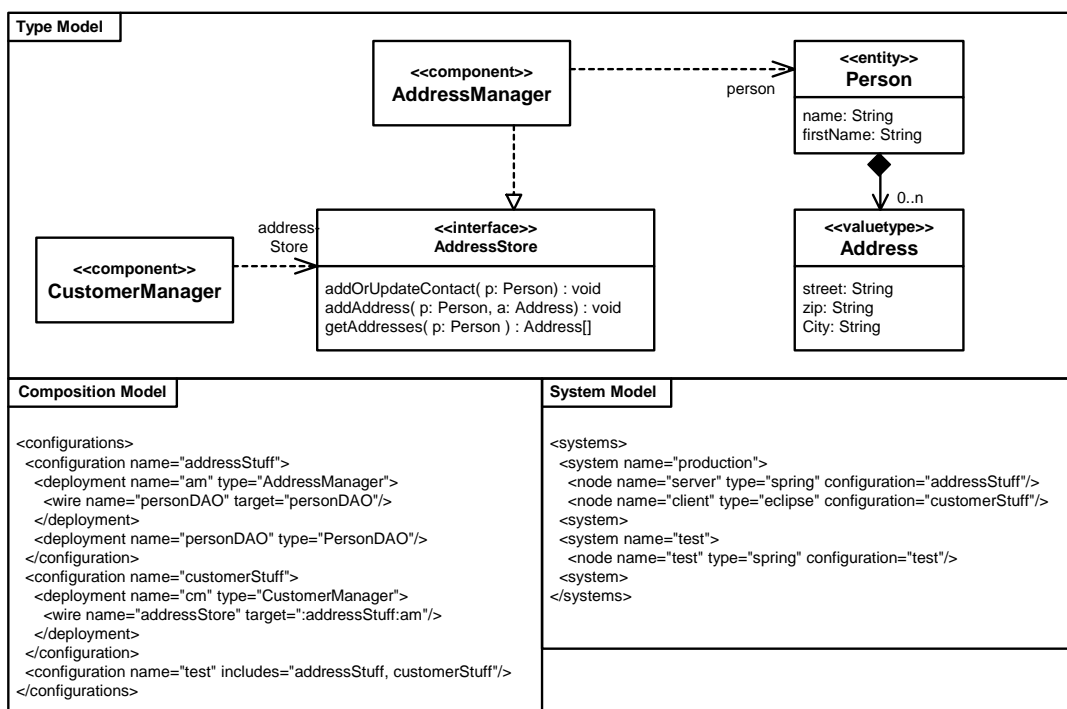 Type Model
<<component>>
AddressManager
person
<<entity>>
Person
name: String
firstName: String
0..n
<<valuetype>>
Address
street: String
zip: String
City: String
<<component>>
CustomerManager
address-
Store
<<interface>>
AddressStore
addOrUpdateContact( p: Person) : void
addAddress( p: Person, a: Address) : void
getAddresses( p: Person ) : Address[]
Composition Model
<configurations>
<configuration name="addressStuff">
<deployment name="am" type="AddressManager">
<wire name="personDAO" target="personDAO"/>
</deployment>
<deployment name="personDAO" type="PersonDAO"/>
</configuration>
<configuration name="customerStuff">
<deployment name="cm" type="CustomerManager">
<wire name="addressStore" target=":addressStuff:am"/>
</deployment>
</configuration>
<configuration name="test" includes="addressStuff, customerStuff"/>
</configurations>
System Model
<systems>
<system name="production">
<node name="server" type="spring" configuration="addressStuff"/>
<node name="client" type="eclipse" configuration="customerStuff"/>
<system>
<system name="test">
<node name="test" type="spring" configuration="test"/>
<system>
</systems>